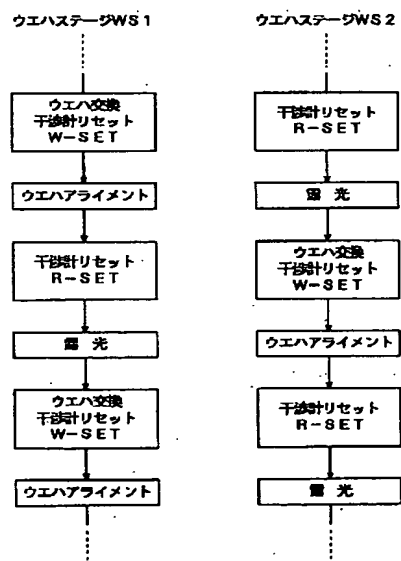 ウエハステージWS1
ウエハ交換
干渉計リセット
W-SET
ウエハアライメント
干渉計リセット
R-SET
露光
ウエハ交換
干渉計リセット
W-SET
ウエハアライメント
ウエハステージWS2
干渉計リセット
R-SET
露光
ウエハ交換
干渉計リセット
W-SET
ウエハアライメント
干渉計リセット
R-SET
露光